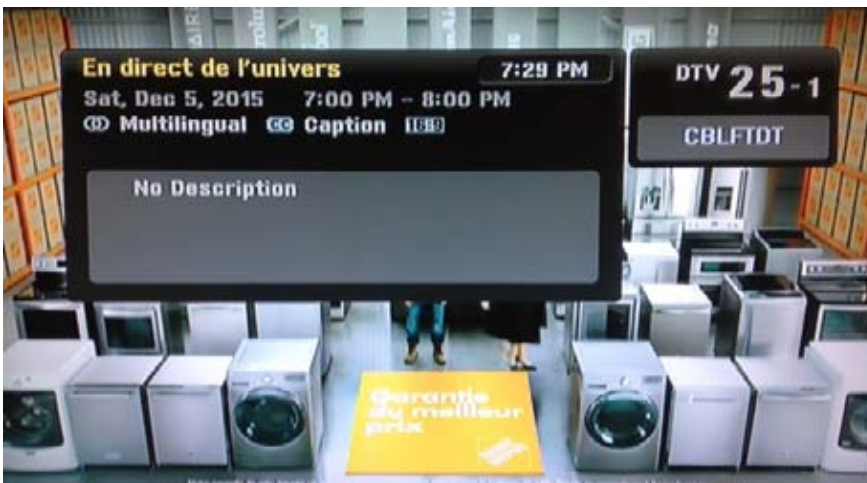 En direct de l'univers
7:29 PM
Sat, Dec 5, 2015 7:00 PM - 8:00 PM
Multilingual CC Caption 16:9
No Description
DTV 25-1
CBLFTDT
Garantie
du meilleur
prix